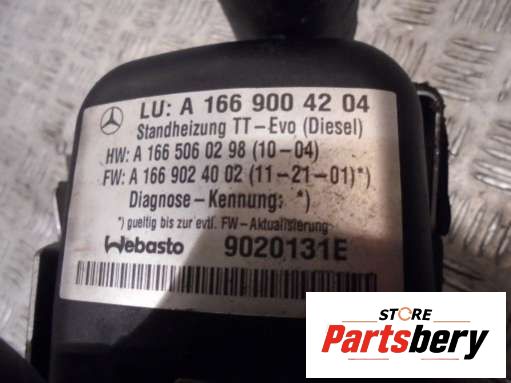 LU: A 166 900 42 04
Standheizung TT-Evo (Diesel)
HW: A 166 506 02 98 (10-04)
FW: A 166 902 40 02 (11-21-01)*)
Diagnose-Kennung: *)
*) gueltig bis zur evtl. FW-Aktualisierung
Webasto 9020131E
STORE
Partsbery